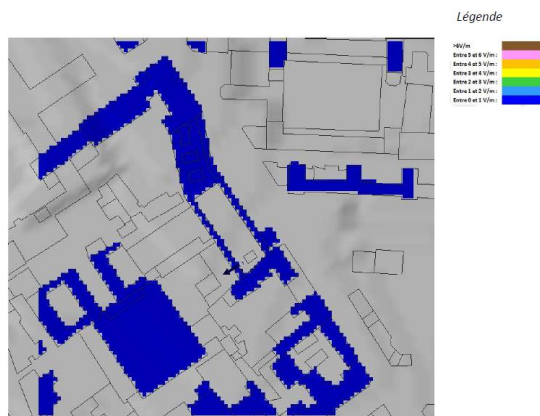 Légende
>6V/m
Entre 5 et 6 V/m :
Entre 4 et 5 V/m :
Entre 3 et 4 V/m :
Entre 2 et 3 V/m :
Entre 1 et 2 V/m :
Entre 0 et 1 V/m :